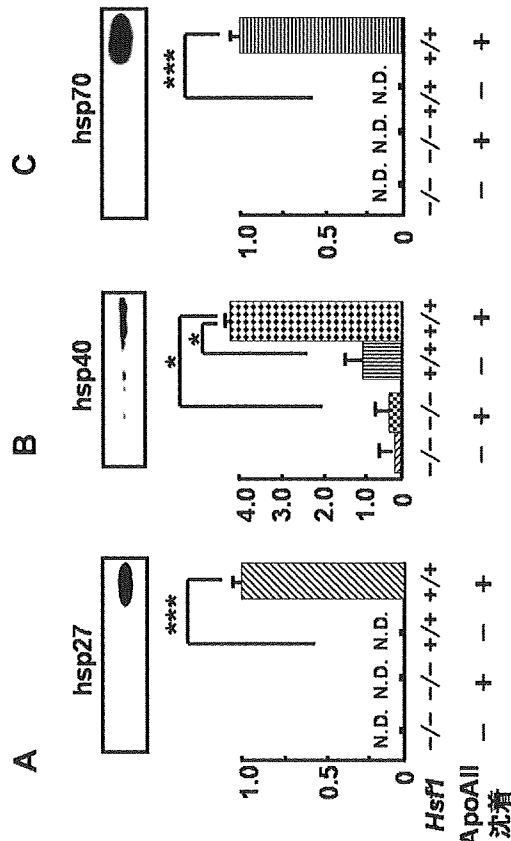 A
hsp27
***
1.0
0.5
0
N.D. N.D. N.D.
Hsf1 −/− −/− +/+ +/+
ApoAII
沈着 − + − +
B
hsp40
*
*
4.0
3.0
2.0
1.0
0
−/− −/− +/+ +/+
− + − +
C
hsp70
***
1.0
0.5
0
N.D. N.D. N.D.
−/− −/− +/+ +/+
− + − +